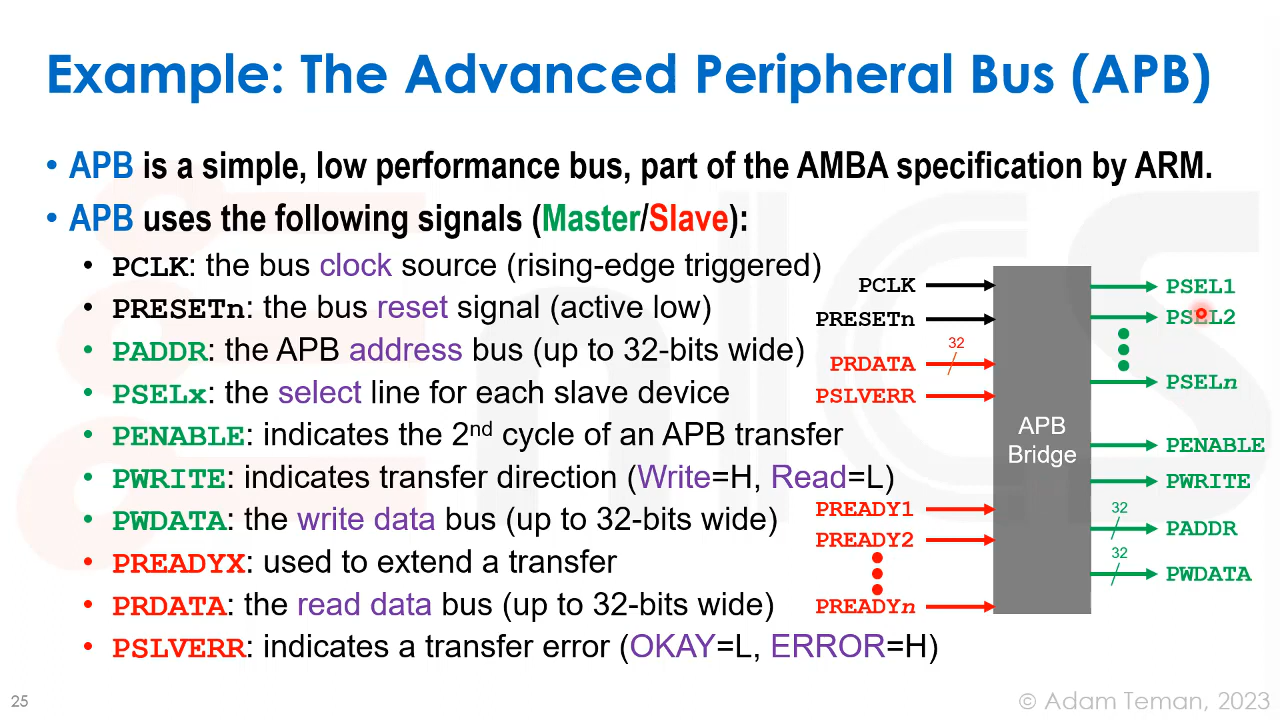 Example: The Advanced Peripheral Bus (APB)
• APB is a simple, low performance bus, part of the AMBA specification by ARM.
• APB uses the following signals (Master/Slave):
• PCLK: the bus clock source (rising-edge triggered)
• PRESETn: the bus reset signal (active low)
• PADDR: the APB address bus (up to 32-bits wide)
• PSELx: the select line for each slave device
• PENABLE: indicates the 2nd cycle of an APB transfer
• PWRITE: indicates transfer direction (Write=H, Read=L)
• PWDATA: the write data bus (up to 32-bits wide)
• PREADYX: used to extend a transfer
• PRDATA: the read data bus (up to 32-bits wide)
• PSLVERR: indicates a transfer error (OKAY=L, ERROR=H)
PCLK
PRESETn
32
PRDATA
PSLVERR
PREADY1
PREADY2
PREADYn
APB
Bridge
PSEL1
PSEL2
PSELn
PENABLE
PWRITE
32
PADDR
32
PWDATA
EnICS
25
© Adam Teman, 2023